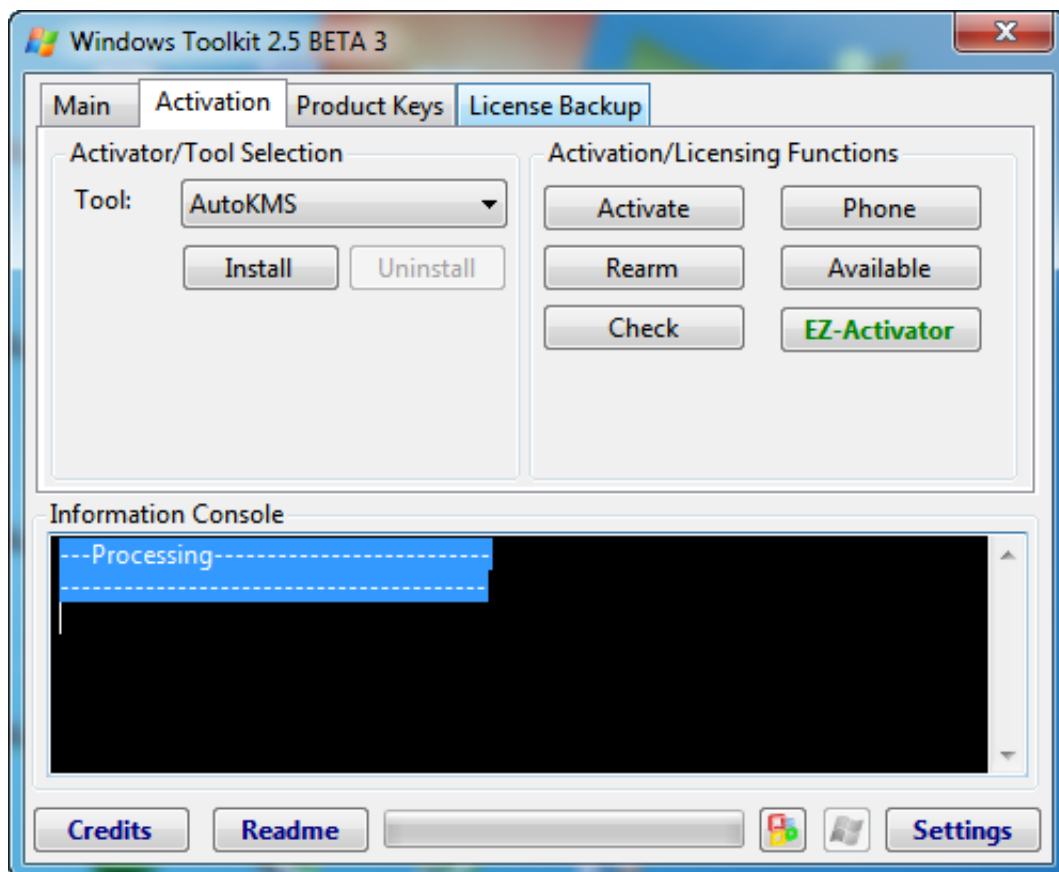 Windows Toolkit 2.5 BETA 3
Main Activation Product Keys License Backup
Activator/Tool Selection
Tool: AutoKMS
Install Uninstall
Activation/Licensing Functions
Activate Phone
Rearm Available
Check EZ-Activator
Information Console
---Processing--------------------------
----------------------------------------
Credits Readme Settings